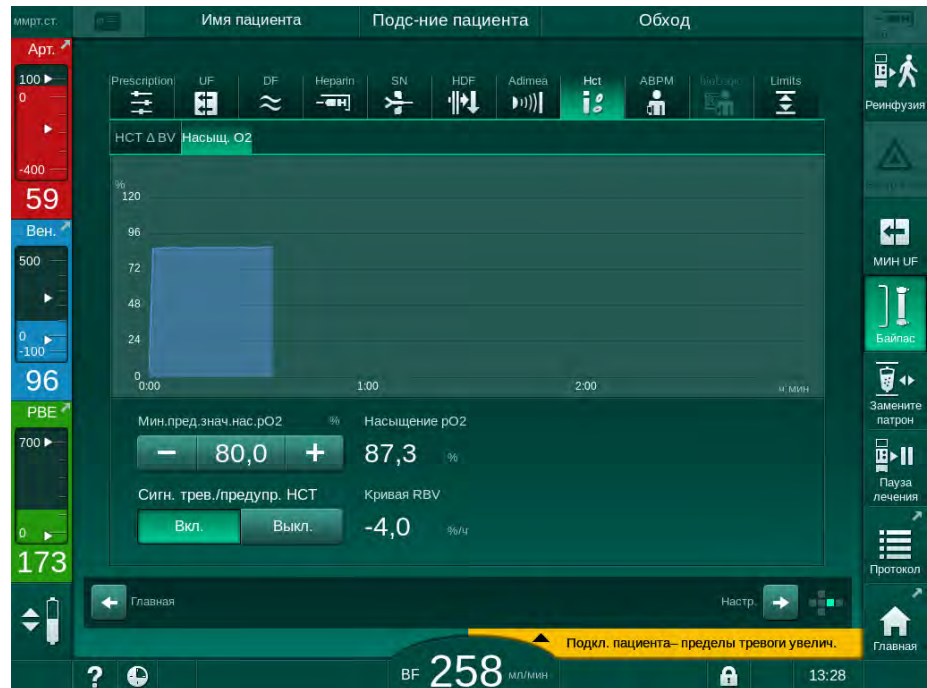 ммрт.ст.
Имя пациента
Подс-ние пациента
Обход
Арт.
100
0
-400
59
Вен.
500
0
-100
96
PBE
700
0
173
Prescription
UF
DF
Heparin
SN
HDF
Adimea
Hct
ABPM
Limits
HCT Δ BV
Насыщ. O2
%
120
96
72
48
24
0
0:00
1:00
2:00
ч:мин
Мин.пред.знач.нас.pO2 %
80,0
Насыщение pO2
87,3 %
Сигн. трев./предупр. HCT
Вкл.
Выкл.
Кривая RBV
-4,0 %/ч
Главная
Настр.
Подкл. пациента– пределы тревоги увелич.
?
BF 258 мл/мин
13:28
Реинфузия
МИН UF
Байпас
Замените
патрон
Пауза
лечения
Протокол
Главная